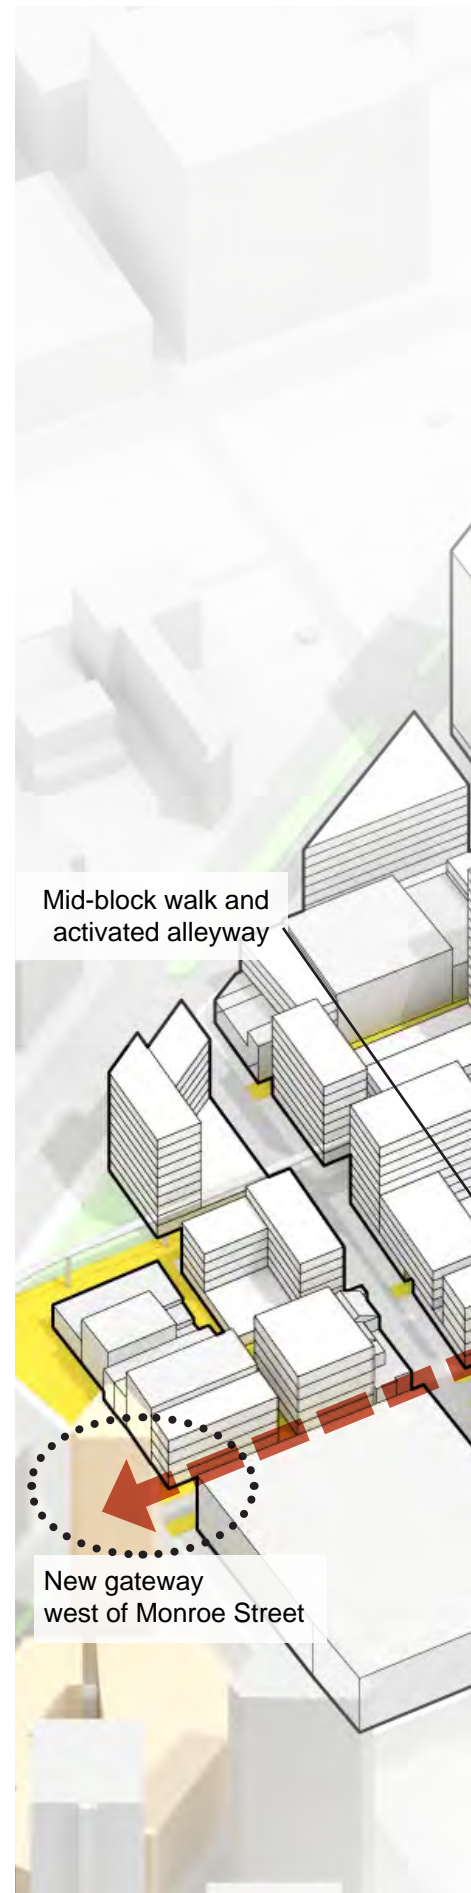 Mid-block walk and
activated alleyway
New gateway
west of Monroe Street